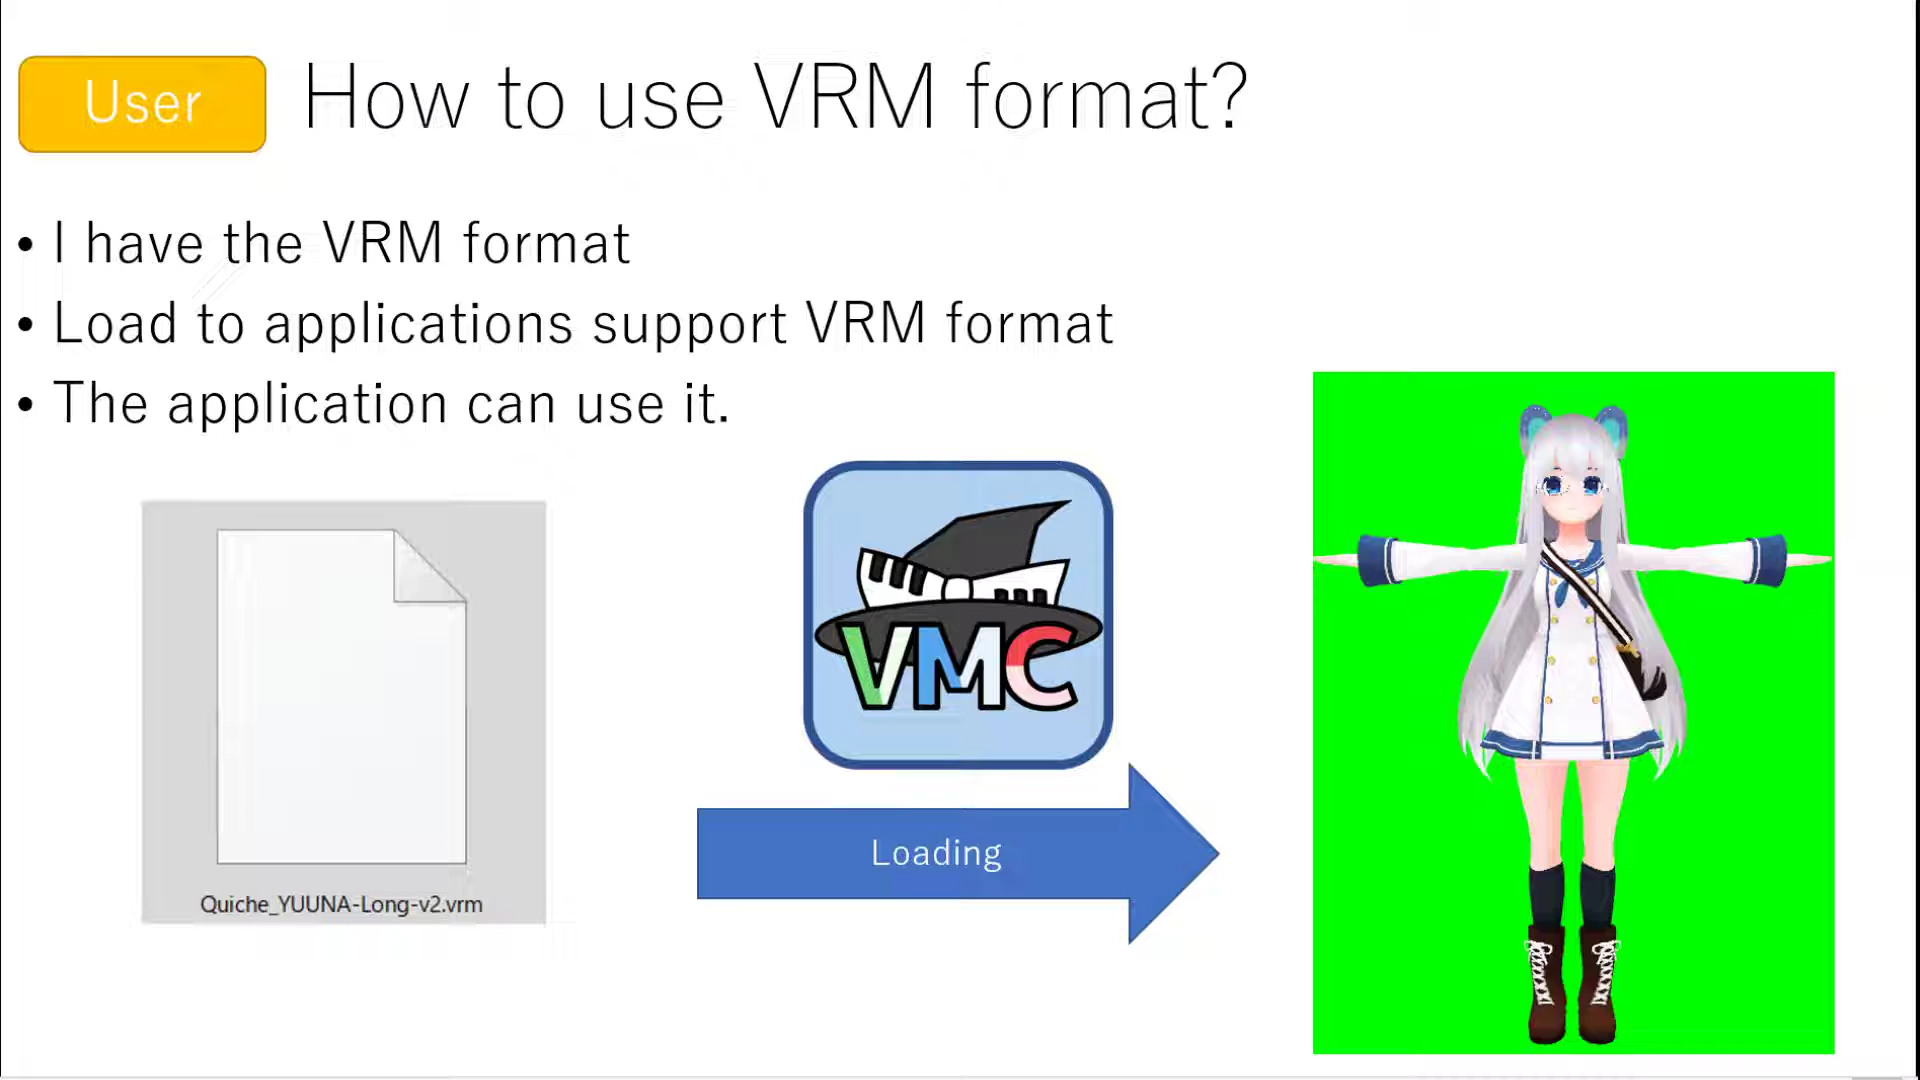 User
How to use VRM format?
• I have the VRM format
• Load to applications support VRM format
• The application can use it.
VMC
Loading
Quiche_YUUNA-Long-v2.vrm